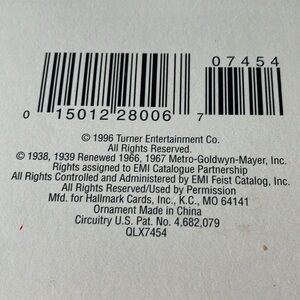 07454
0 15012 28006 7
© 1996 Turner Entertainment Co.
All Rights Reserved.
© 1938, 1939 Renewed 1966, 1967 Metro-Goldwyn-Mayer, Inc.
Rights assigned to EMI Catalogue Partnership
All Rights Controlled and Administered by EMI Feist Catalog, Inc.
All Rights Reserved/Used by Permission
Mfd. for Hallmark Cards, Inc., K.C., MO 64141
Ornament Made in China
Circuitry U.S. Pat. No. 4,682,079
QLX7454